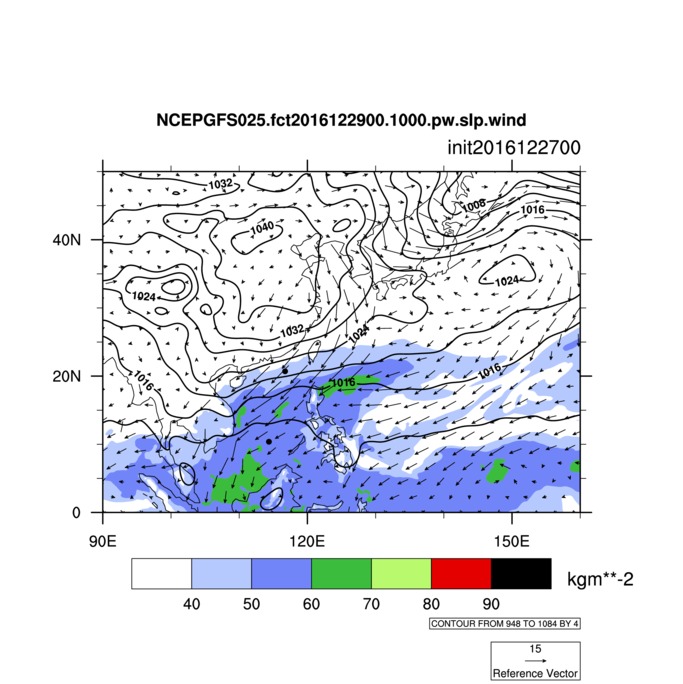 NCEPGFS025.fct2016122900.1000.pw.slp.wind
init2016122700
1032
1008
1016
1040
40N
1024
1024
1032
1024
1016
1016
20N
1016
0
90E 120E 150E
kgm**-2
40 50 60 70 80 90
CONTOUR FROM 948 TO 1084 BY 4
15
Reference Vector